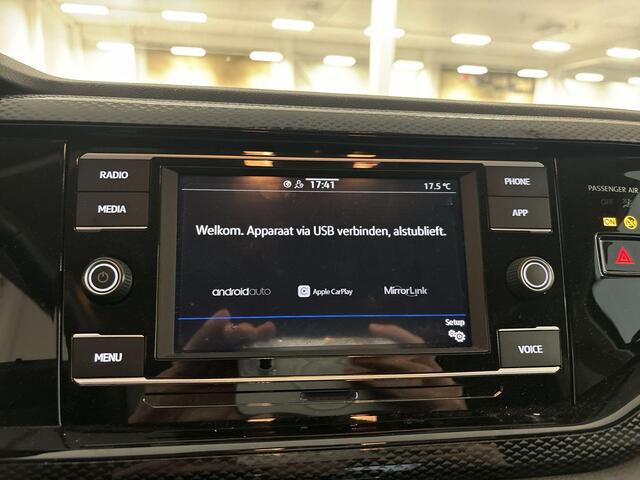 RADIO
MEDIA
MENU
17:41
17.5 °C
Welkom. Apparaat via USB verbinden, alstublieft.
androidauto
Apple CarPlay
MirrorLink
Setup
PHONE
APP
VOICE
PASSENGER AIR
OFF
ON